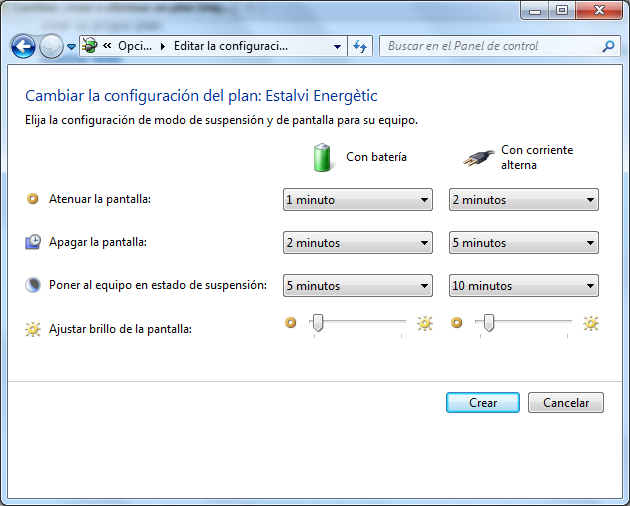 « Opci... ▸ Editar la configuraci...
Buscar en el Panel de control
Cambiar la configuración del plan: Estalvi Energètic
Elija la configuración de modo de suspensión y de pantalla para su equipo.
Con batería
Con corriente
alterna
Atenuar la pantalla:
1 minuto
2 minutos
Apagar la pantalla:
2 minutos
5 minutos
Poner al equipo en estado de suspensión:
5 minutos
10 minutos
Ajustar brillo de la pantalla:
Crear
Cancelar